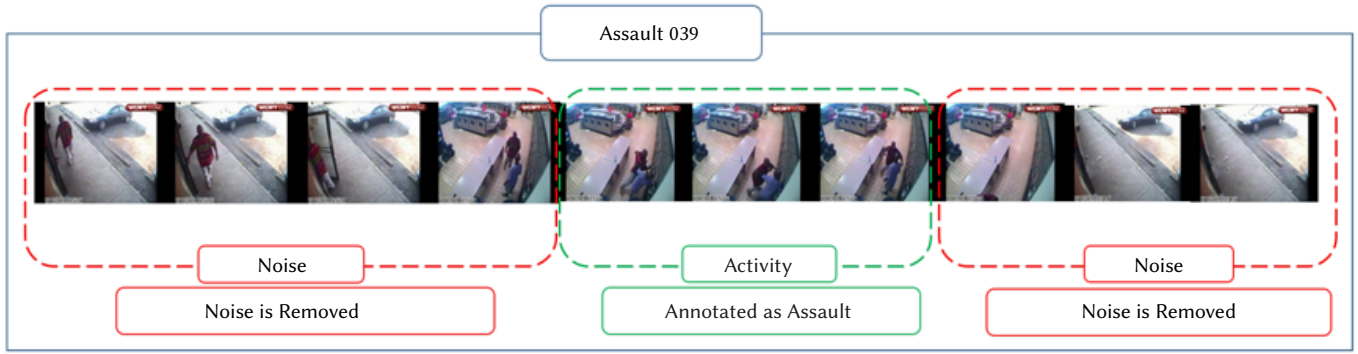 Assault 039
Noise
Activity
Noise
Noise is Removed
Annotated as Assault
Noise is Removed